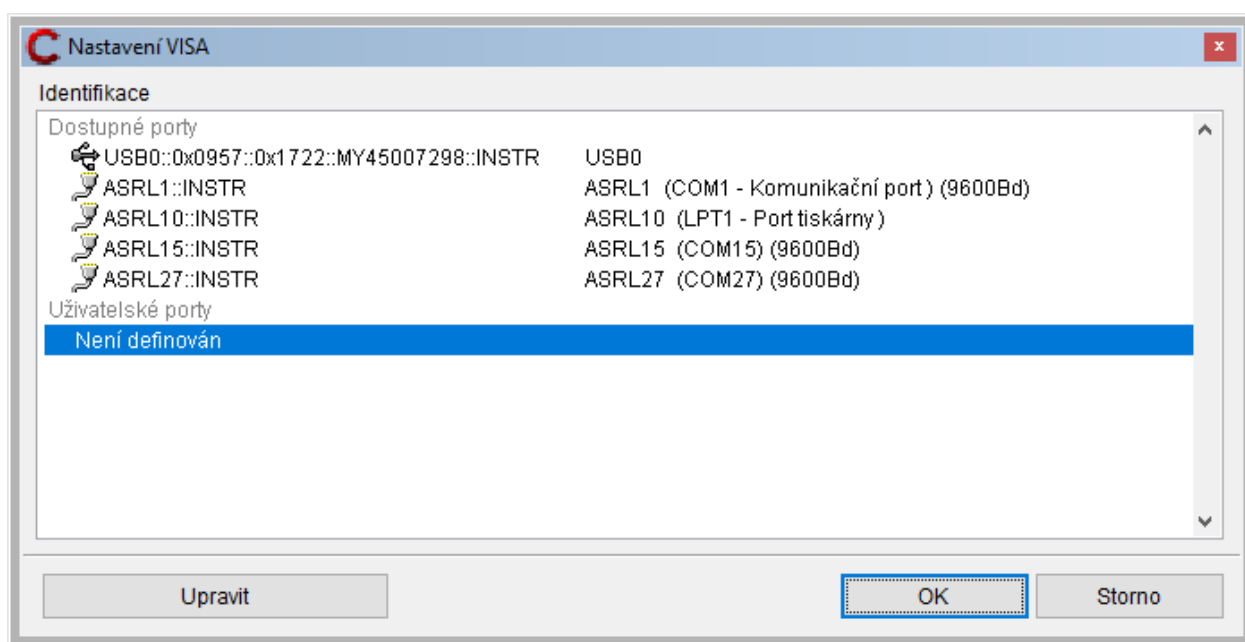 Nastavení VISA
x
Identifikace
Dostupné porty
USB0::0x0957::0x1722::MY45007298::INSTR USB0
ASRL1::INSTR ASRL1 (COM1 - Komunikační port ) (9600Bd)
ASRL10::INSTR ASRL10 (LPT1 - Port tiskárny )
ASRL15::INSTR ASRL15 (COM15) (9600Bd)
ASRL27::INSTR ASRL27 (COM27) (9600Bd)
Uživatelské porty
Není definován
Upravit OK Storno